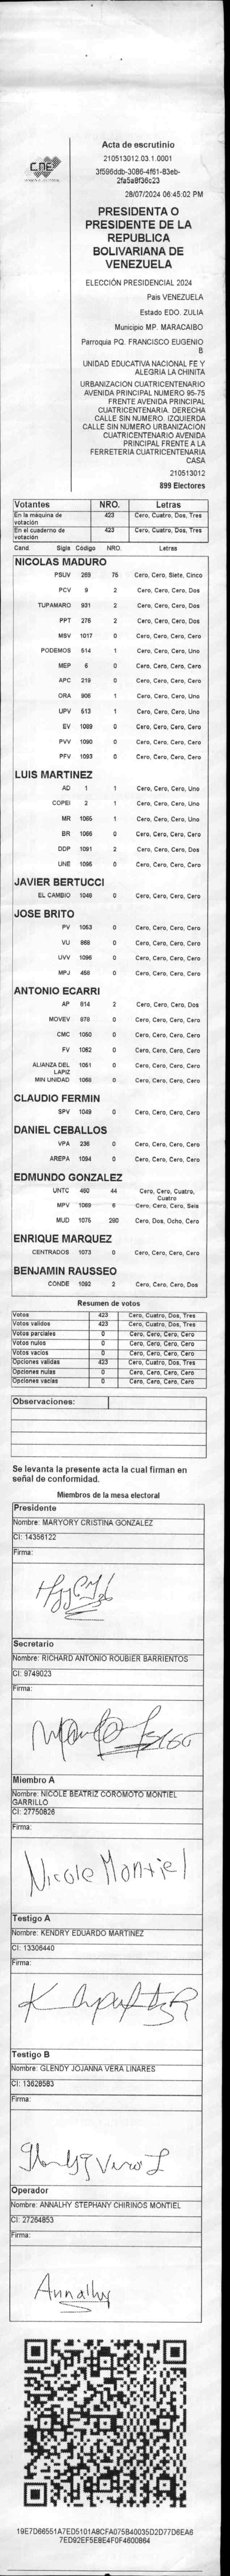 CNE
Acta de escrutinio
210513012.03.1.0001
3f596ddb-3086-4f61-83eb-
2fa5a8f36c23
28/07/2024 06:45:02 PM
PRESIDENTA O
PRESIDENTE DE LA
REPUBLICA
BOLIVARIANA DE
VENEZUELA
ELECCIÓN PRESIDENCIAL 2024
Pais VENEZUELA
Estado EDO. ZULIA
Municipio MP. MARACAIBO
Parroquia PQ. FRANCISCO EUGENIO
B
UNIDAD EDUCATIVA NACIONAL FE Y
ALEGRIA LA CHINITA
URBANIZACION CUATRICENTENARIO
AVENIDA PRINCIPAL NUMERO 95-75
FRENTE AVENIDA PRINCIPAL
CUATRICENTENARIA. DERECHA
CALLE SIN NUMERO. IZQUIERDA
CALLE SIN NUMERO URBANIZACION
CUATRICENTENARIO AVENIDA
PRINCIPAL FRENTE A LA
FERRETERIA CUATRICENTENARIA
CASA
210513012
899 Electores
Votantes NRO. Letras
En la máquina de votación 423 Cero, Cuatro, Dos, Tres
En el cuaderno de votación 423 Cero, Cuatro, Dos, Tres
Cand. Sigla Código NRO. Letras
NICOLAS MADURO
PSUV 269 75 Cero, Cero, Siete, Cinco
PCV 9 2 Cero, Cero, Cero, Dos
TUPAMARO 931 2 Cero, Cero, Cero, Dos
PPT 276 2 Cero, Cero, Cero, Dos
MSV 1017 0 Cero, Cero, Cero, Cero
PODEMOS 514 1 Cero, Cero, Cero, Uno
MEP 6 0 Cero, Cero, Cero, Cero
APC 219 0 Cero, Cero, Cero, Cero
ORA 906 1 Cero, Cero, Cero, Uno
UPV 513 1 Cero, Cero, Cero, Uno
EV 1089 0 Cero, Cero, Cero, Cero
PVV 1090 0 Cero, Cero, Cero, Cero
PFV 1093 0 Cero, Cero, Cero, Cero
LUIS MARTINEZ
AD 1 1 Cero, Cero, Cero, Uno
COPEI 2 1 Cero, Cero, Cero, Uno
MR 1065 1 Cero, Cero, Cero, Uno
BR 1066 0 Cero, Cero, Cero, Cero
DDP 1091 2 Cero, Cero, Cero, Dos
UNE 1095 0 Cero, Cero, Cero, Cero
JAVIER BERTUCCI
EL CAMBIO 1048 0 Cero, Cero, Cero, Cero
JOSE BRITO
PV 1053 0 Cero, Cero, Cero, Cero
VU 868 0 Cero, Cero, Cero, Cero
UVV 1096 0 Cero, Cero, Cero, Cero
MPJ 458 0 Cero, Cero, Cero, Cero
ANTONIO ECARRI
AP 614 2 Cero, Cero, Cero, Dos
MOVEV 678 0 Cero, Cero, Cero, Cero
CMC 1050 0 Cero, Cero, Cero, Cero
FV 1062 0 Cero, Cero, Cero, Cero
ALIANZA DEL LAPIZ 1051 0 Cero, Cero, Cero, Cero
MIN UNIDAD 1068 0 Cero, Cero, Cero, Cero
CLAUDIO FERMIN
SPV 1049 0 Cero, Cero, Cero, Cero
DANIEL CEBALLOS
VPA 236 0 Cero, Cero, Cero, Cero
AREPA 1094 0 Cero, Cero, Cero, Cero
EDMUNDO GONZALEZ
UNTC 460 44 Cero, Cero, Cuatro, Cuatro
MPV 1069 6 Cero, Cero, Cero, Seis
MUD 1075 280 Cero, Dos, Ocho, Cero
ENRIQUE MARQUEZ
CENTRADOS 1073 0 Cero, Cero, Cero, Cero
BENJAMIN RAUSSEO
CONDE 1092 2 Cero, Cero, Cero, Dos
Resumen de votos
Votos 423 Cero, Cuatro, Dos, Tres
Votos validos 423 Cero, Cuatro, Dos, Tres
Votos parciales 0 Cero, Cero, Cero, Cero
Votos nulos 0 Cero, Cero, Cero, Cero
Votos vacios 0 Cero, Cero, Cero, Cero
Opciones validas 423 Cero, Cuatro, Dos, Tres
Opciones nulas 0 Cero, Cero, Cero, Cero
Opciones vacias 0 Cero, Cero, Cero, Cero
Observaciones:
Se levanta la presente acta la cual firman en
señal de conformidad.
Miembros de la mesa electoral
Presidente
Nombre: MARYORY CRISTINA GONZALEZ
CI: 14356122
Firma:
Secretario
Nombre: RICHARD ANTONIO ROUBIER BARRIENTOS
CI: 9749023
Firma:
Miembro A
Nombre: NICOLE BEATRIZ COROMOTO MONTIEL
GARRILLO
CI: 27750826
Firma:
Nicole Montiel
Testigo A
Nombre: KENDRY EDUARDO MARTINEZ
CI: 13306440
Firma:
Testigo B
Nombre: GLENDY JOJANNA VERA LINARES
CI: 13628583
Firma:
Glendy Vera L
Operador
Nombre: ANNALHY STEPHANY CHIRINOS MONTIEL
CI: 27264853
Firma:
Annalhy
19E7D66551A7ED5101A8CFA075B40035D2D77D6EA6
7ED92EF5E8E4F0F4600864